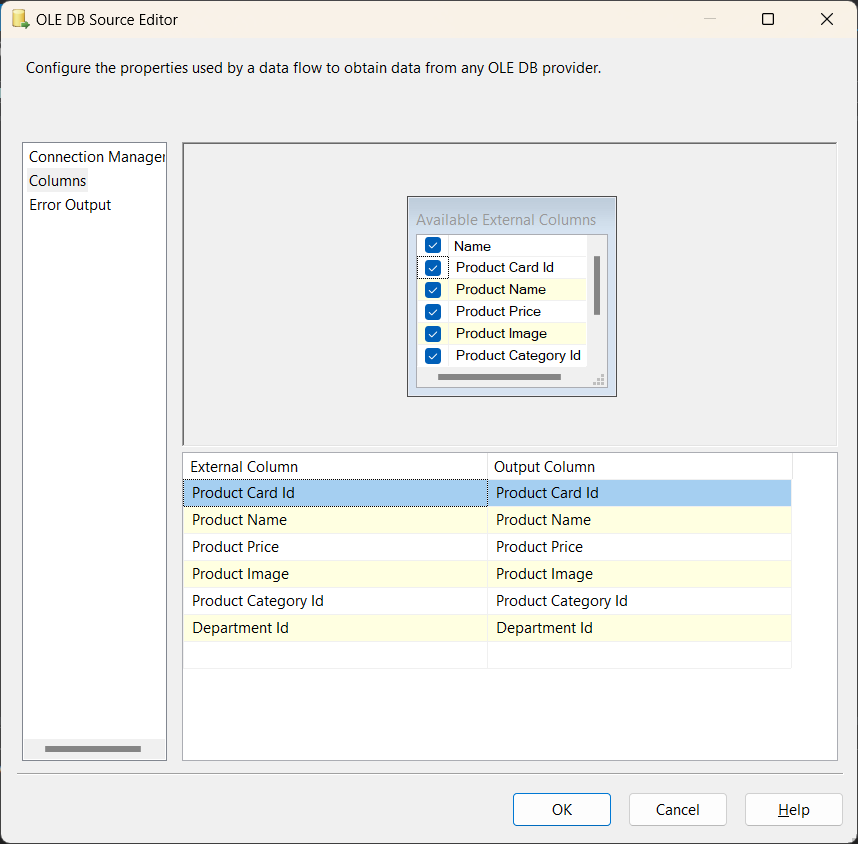 OLE DB Source Editor
Configure the properties used by a data flow to obtain data from any OLE DB provider.
Connection Manager
Columns
Error Output
Available External Columns
Name
Product Card Id
Product Name
Product Price
Product Image
Product Category Id
External Column Output Column
Product Card Id Product Card Id
Product Name Product Name
Product Price Product Price
Product Image Product Image
Product Category Id Product Category Id
Department Id Department Id
OK Cancel Help